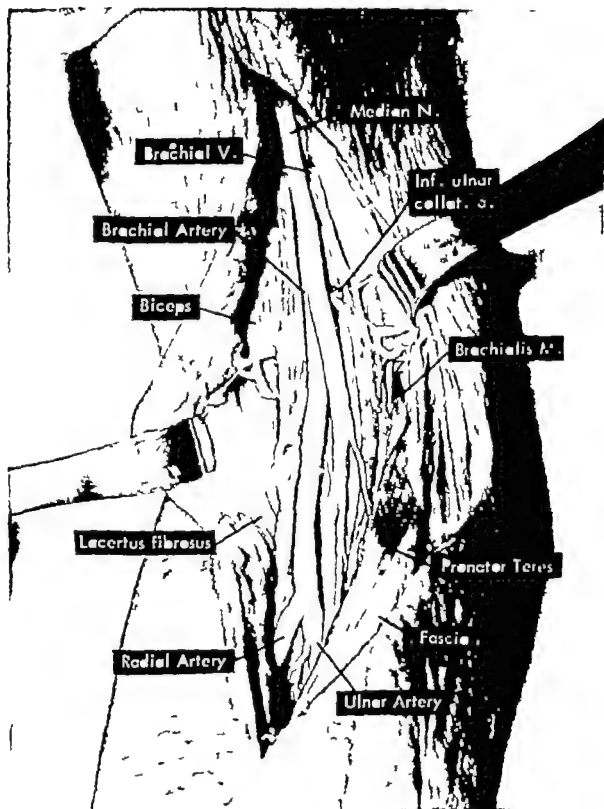 Median N.
Brachial V.
Inf. ulnar
collat. a.
Brachial Artery
Biceps
Brachialis M.
Lacertus fibrosus
Pronator Teres
Fascia
Radial Artery
Ulnar Artery